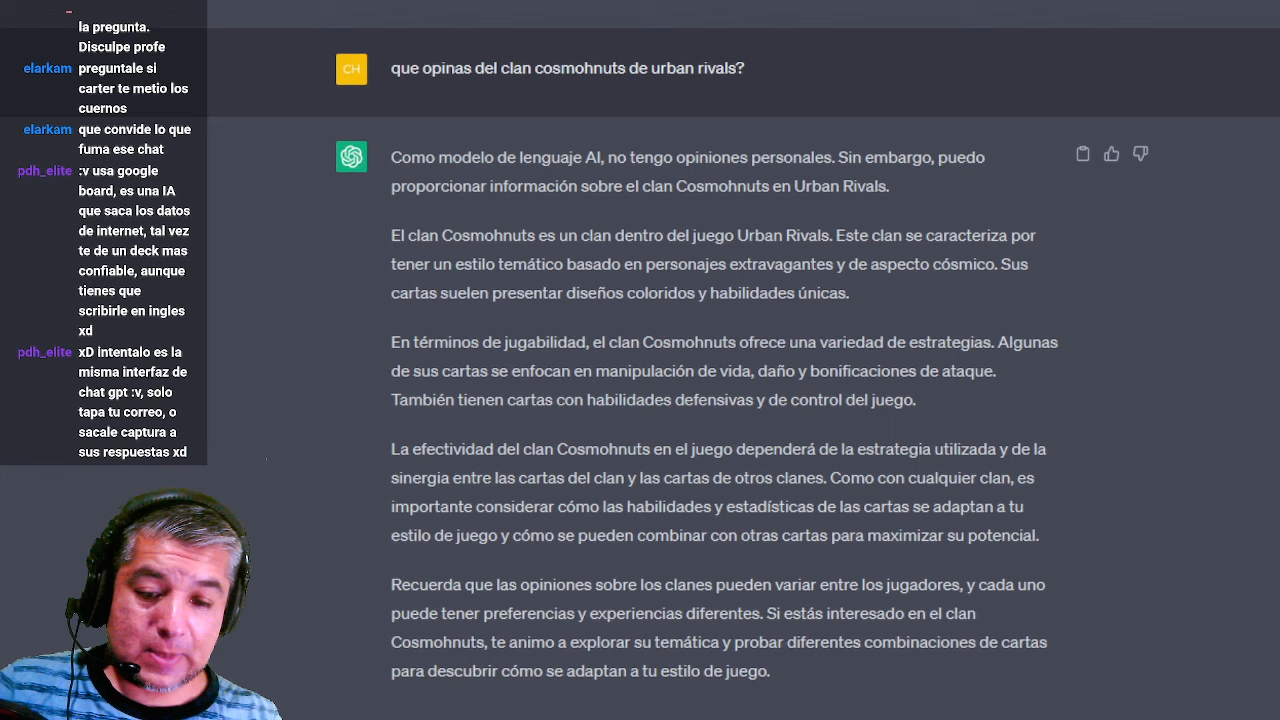 la pregunta.
Disculpe profe
elarkam preguntale si
carter te metio los
cuernos
elarkam que convide lo que
fuma ese chat
pdh_elite :v usa google
board, es una IA
que saca los datos
de internet, tal vez
te de un deck mas
confiable, aunque
tienes que
scribirle en ingles
xd
pdh_elite xD intentalo es la
misma interfaz de
chat gpt :v, solo
tapa tu correo, o
sacale captura a
sus respuestas xd
CH que opinas del clan cosmohnuts de urban rivals?
Como modelo de lenguaje AI, no tengo opiniones personales. Sin embargo, puedo
proporcionar información sobre el clan Cosmohnuts en Urban Rivals.
El clan Cosmohnuts es un clan dentro del juego Urban Rivals. Este clan se caracteriza por
tener un estilo temático basado en personajes extravagantes y de aspecto cósmico. Sus
cartas suelen presentar diseños coloridos y habilidades únicas.
En términos de jugabilidad, el clan Cosmohnuts ofrece una variedad de estrategias. Algunas
de sus cartas se enfocan en manipulación de vida, daño y bonificaciones de ataque.
También tienen cartas con habilidades defensivas y de control del juego.
La efectividad del clan Cosmohnuts en el juego dependerá de la estrategia utilizada y de la
sinergia entre las cartas del clan y las cartas de otros clanes. Como con cualquier clan, es
importante considerar cómo las habilidades y estadísticas de las cartas se adaptan a tu
estilo de juego y cómo se pueden combinar con otras cartas para maximizar su potencial.
Recuerda que las opiniones sobre los clanes pueden variar entre los jugadores, y cada uno
puede tener preferencias y experiencias diferentes. Si estás interesado en el clan
Cosmohnuts, te animo a explorar su temática y probar diferentes combinaciones de cartas
para descubrir cómo se adaptan a tu estilo de juego.